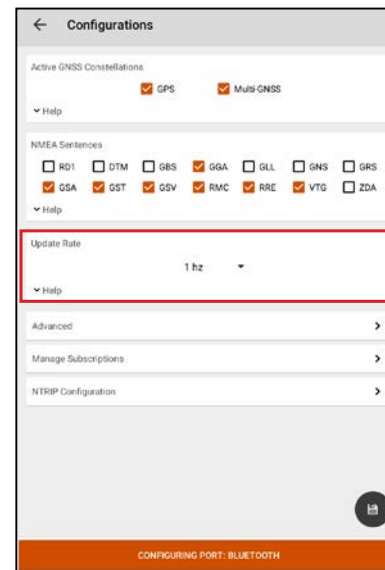 Configurations
Active GNSS Constellations
GPS Multi-GNSS
Help
NMEA Sentences
RD1 DTM GBS GGA GLL GNS GRS
GSA GST GSV RMC RRE VTG ZDA
Help
Update Rate
1 hz
Help
Advanced
Manage Subscriptions
NTRIP Configuration
CONFIGURING PORT: BLUETOOTH